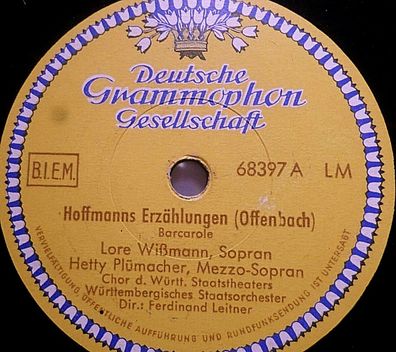 Deutsche
Grammophon
Gesellschaft
B.I.E.M.
68397 A LM
Hoffmanns Erzählungen (Offenbach)
Barcarole
Lore Wißmann, Sopran
Hetty Plümacher, Mezzo-Sopran
Chor d. Württ. Staatstheaters
Württembergisches Staatsorchester
Dir.: Ferdinand Leitner
VERVIELFÄLTIGUNG, ÖFFENTLICHE AUFFÜHRUNG UND RUNDFUNKSENDUNG IST UNTERSAGT